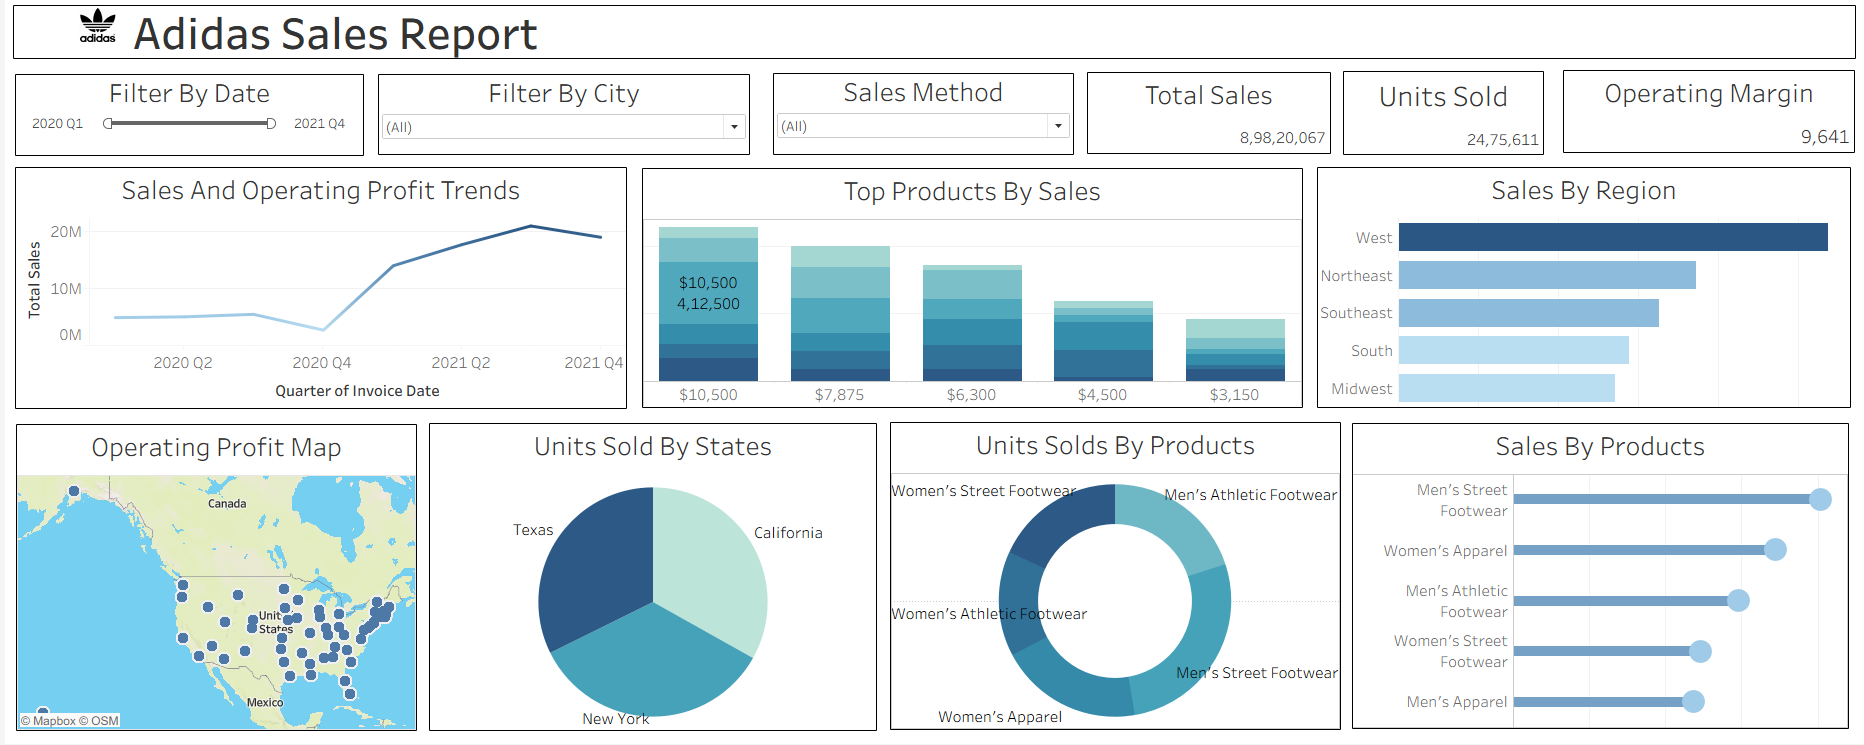 adidas
Adidas Sales Report
Filter By Date
2020 Q1
2021 Q4
Filter By City
(All)
Sales Method
(All)
Total Sales
8,98,20,067
Units Sold
24,75,611
Operating Margin
9,641
Sales And Operating Profit Trends
Total Sales
20M
10M
0M
2020 Q2
2020 Q4
2021 Q2
2021 Q4
Quarter of Invoice Date
Top Products By Sales
$10,500
4,12,500
$10,500
$7,875
$6,300
$4,500
$3,150
Sales By Region
West
Northeast
Southeast
South
Midwest
Operating Profit Map
Canada
United
States
Mexico
© Mapbox © OSM
Units Sold By States
Texas
California
New York
Units Solds By Products
Women's Street Footwear
Men's Athletic Footwear
Women's Athletic Footwear
Men's Street Footwear
Women's Apparel
Sales By Products
Men's Street
Footwear
Women's Apparel
Men's Athletic
Footwear
Women's Street
Footwear
Men's Apparel